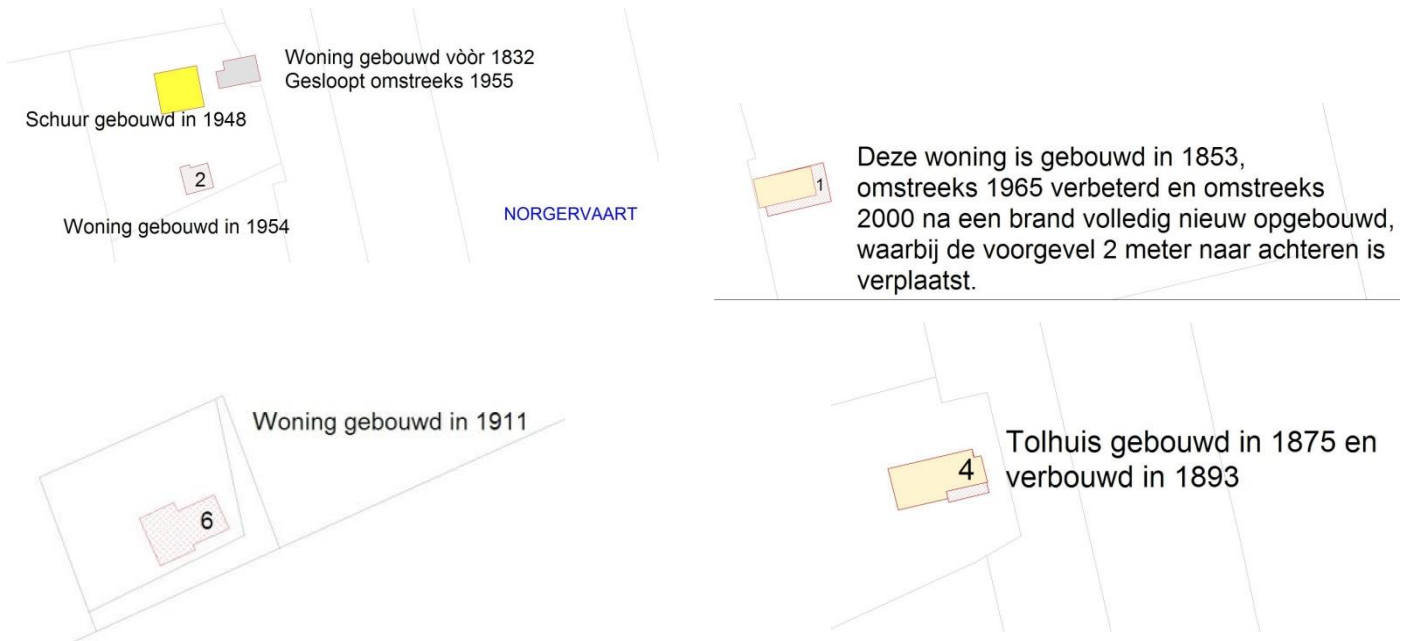 Woning gebouwd vòòr 1832
Gesloopt omstreeks 1955
Schuur gebouwd in 1948
2
Woning gebouwd in 1954
NORGERVAART
1
Deze woning is gebouwd in 1853,
omstreeks 1965 verbeterd en omstreeks
2000 na een brand volledig nieuw opgebouwd,
waarbij de voorgevel 2 meter naar achteren is
verplaatst.
Woning gebouwd in 1911
6
4
Tolhuis gebouwd in 1875 en
verbouwd in 1893